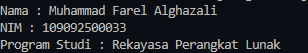 Nama : Muhammad Farel Alghazali
NIM : 109092500033
Program Studi : Rekayasa Perangkat Lunak